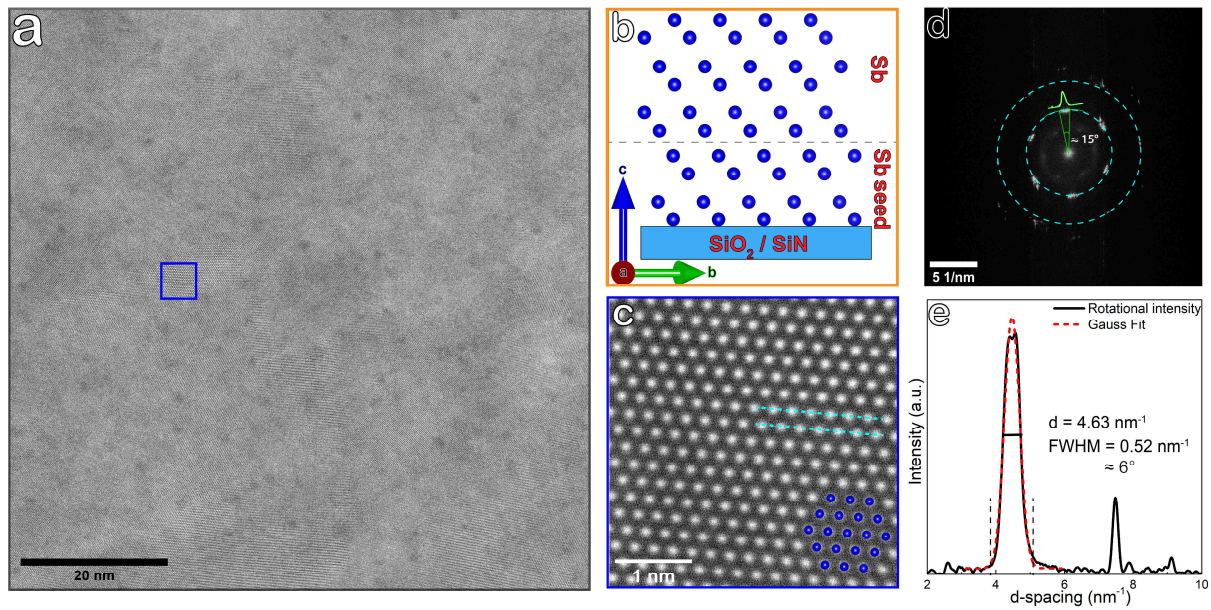 a
20 nm
b
Sb
Sb seed
c
SiO2 / SiN
a
b
c
1 nm
d
≈ 15°
5 1/nm
e
Rotational intensity
Gauss Fit
d = 4.63 nm⁻¹
FWHM = 0.52 nm⁻¹
≈ 6°
Intensity (a.u.)
2 4 6 8 10
d-spacing (nm⁻¹)